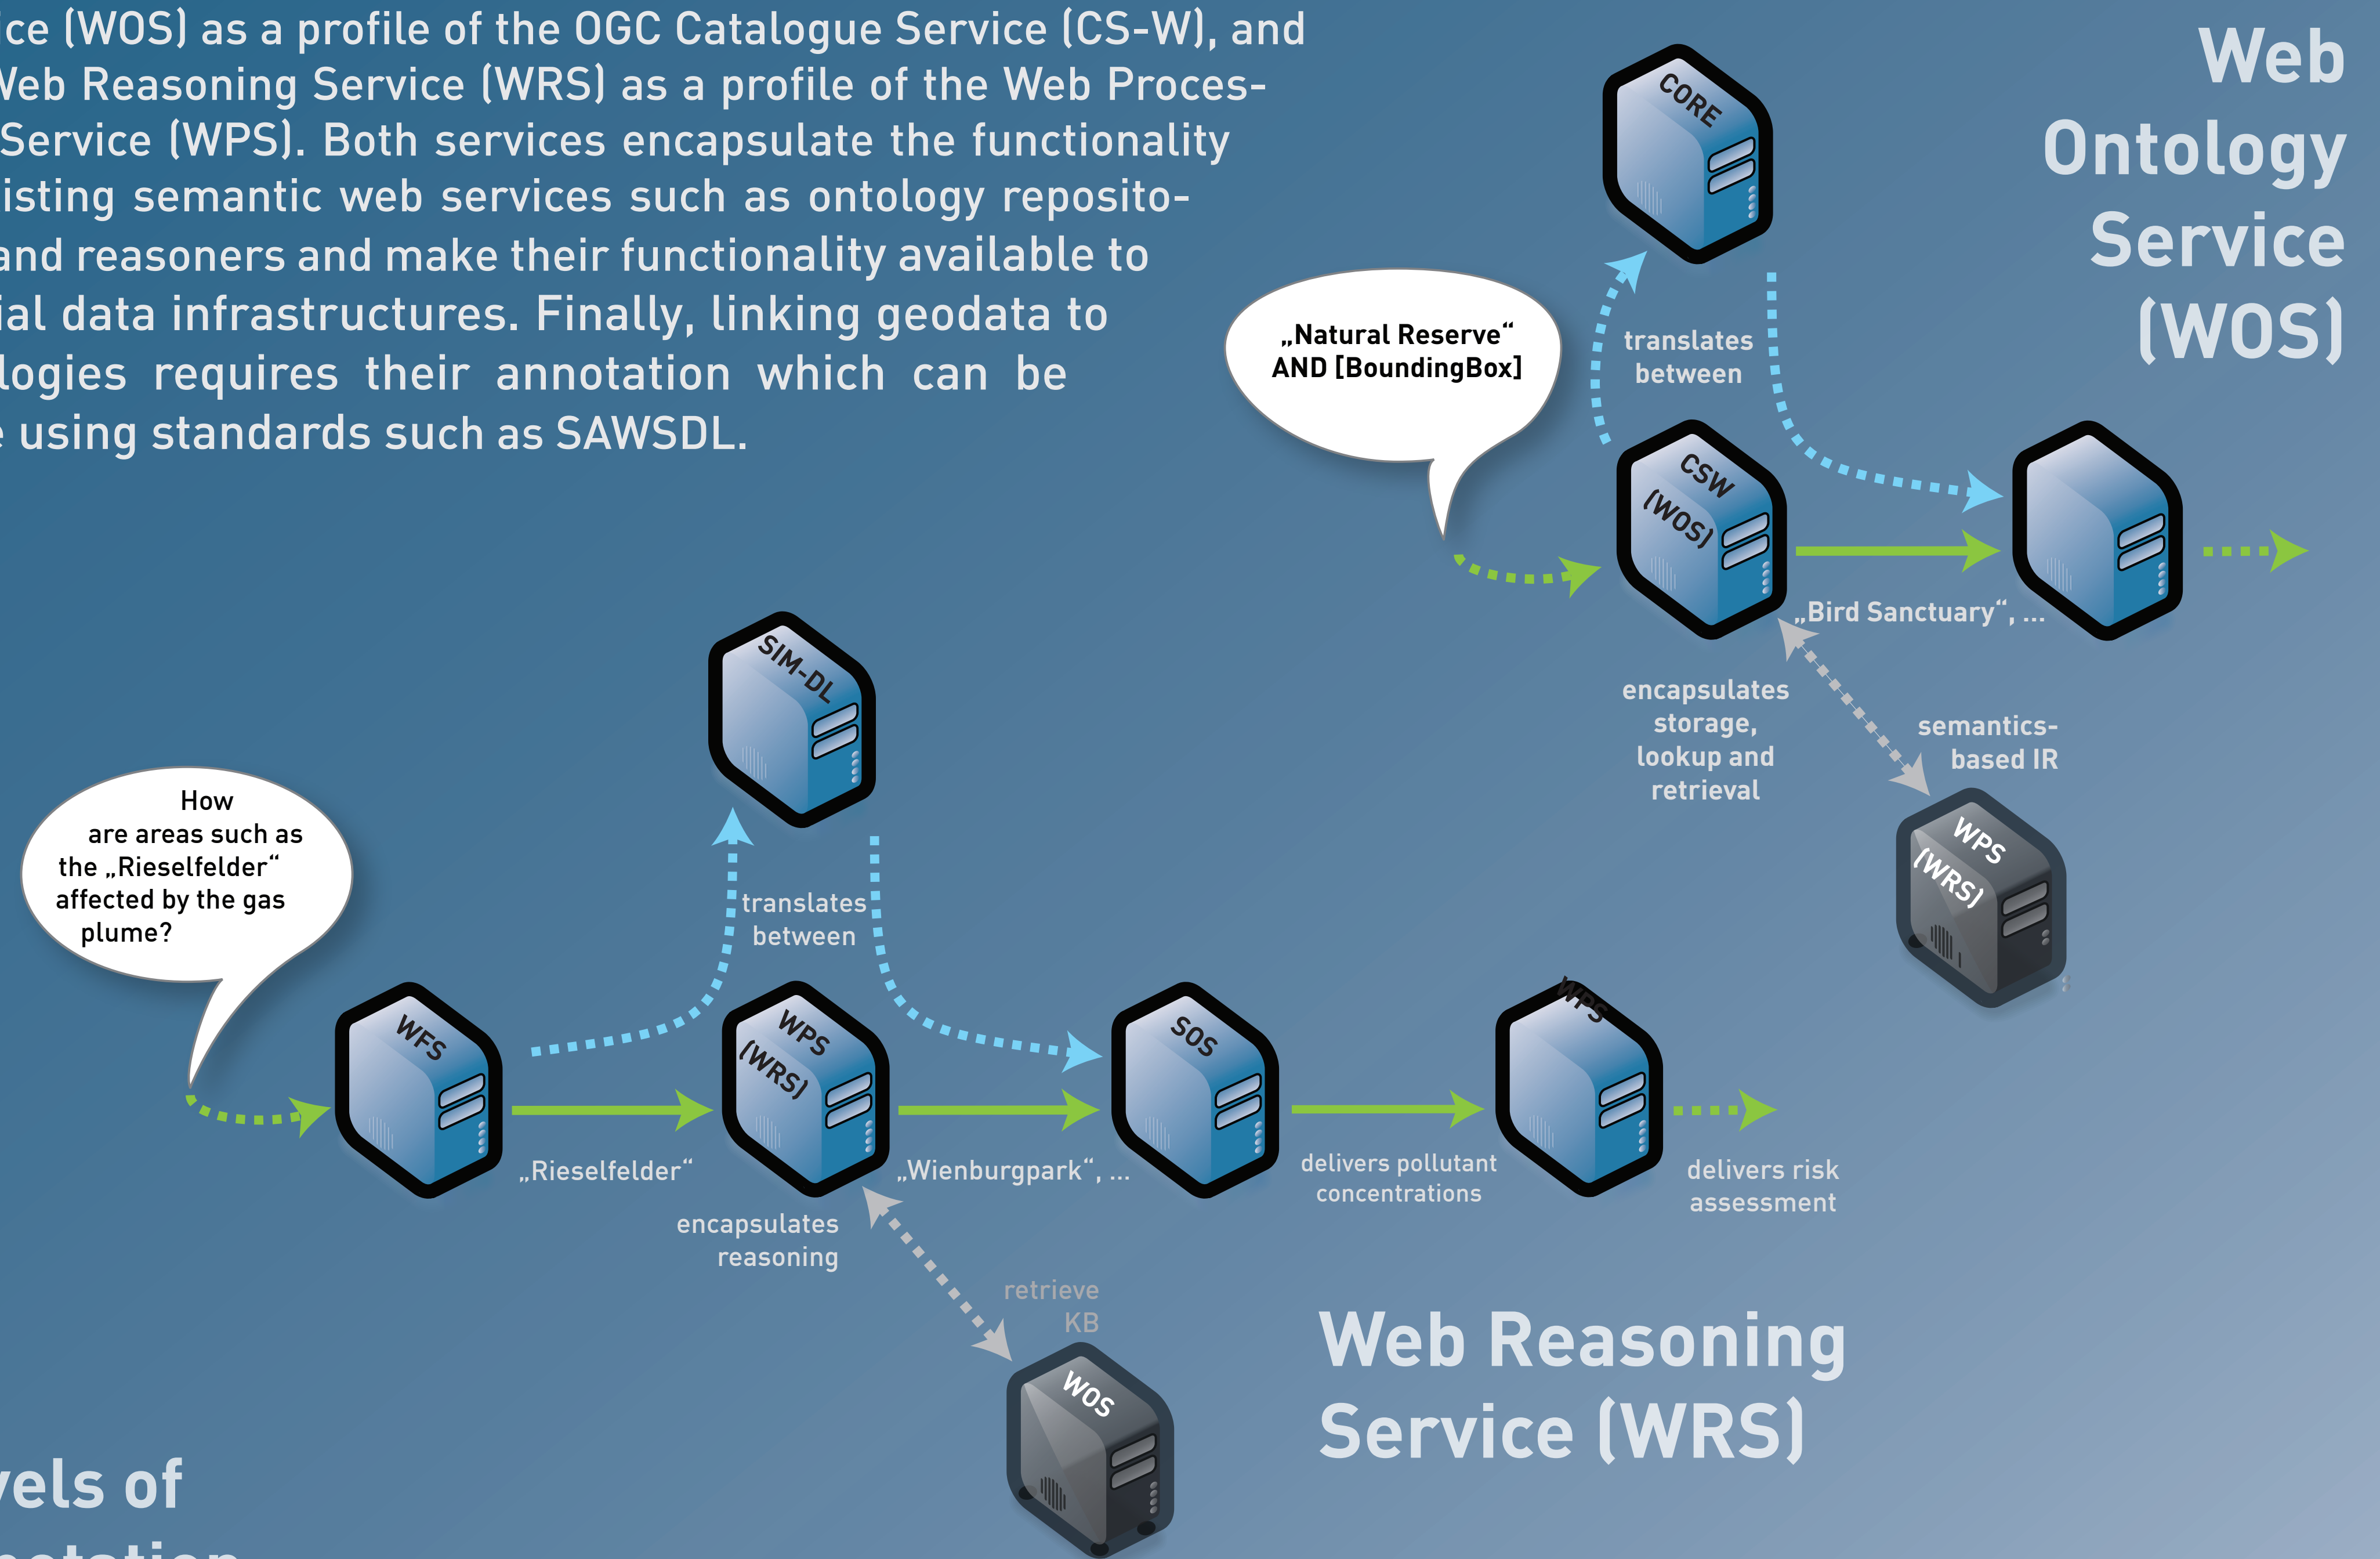 ice (WOS) as a profile of the OGC Catalogue Service (CS-W), and
Web Reasoning Service (WRS) as a profile of the Web Proces-
Service (WPS). Both services encapsulate the functionality
isting semantic web services such as ontology reposito-
and reasoners and make their functionality available to
ial data infrastructures. Finally, linking geodata to
logies requires their annotation which can be
e using standards such as SAWSDL.
Web
Ontology
Service
(WOS)
CORE
„Natural Reserve“
AND [BoundingBox]
translates
between
CSW
(WOS)
„Bird Sanctuary“, ...
encapsulates
storage,
lookup and
retrieval
semantics-
based IR
WPS
(WRS)
SIM-DL
How
are areas such as
the „Rieselfelder“
affected by the gas
plume?
translates
between
WFS
WPS
(WRS)
SOS
WPS
„Rieselfelder“
„Wienburgpark“, ...
delivers pollutant
concentrations
delivers risk
assessment
encapsulates
reasoning
retrieve
KB
WOS
Web Reasoning
Service (WRS)
vels of